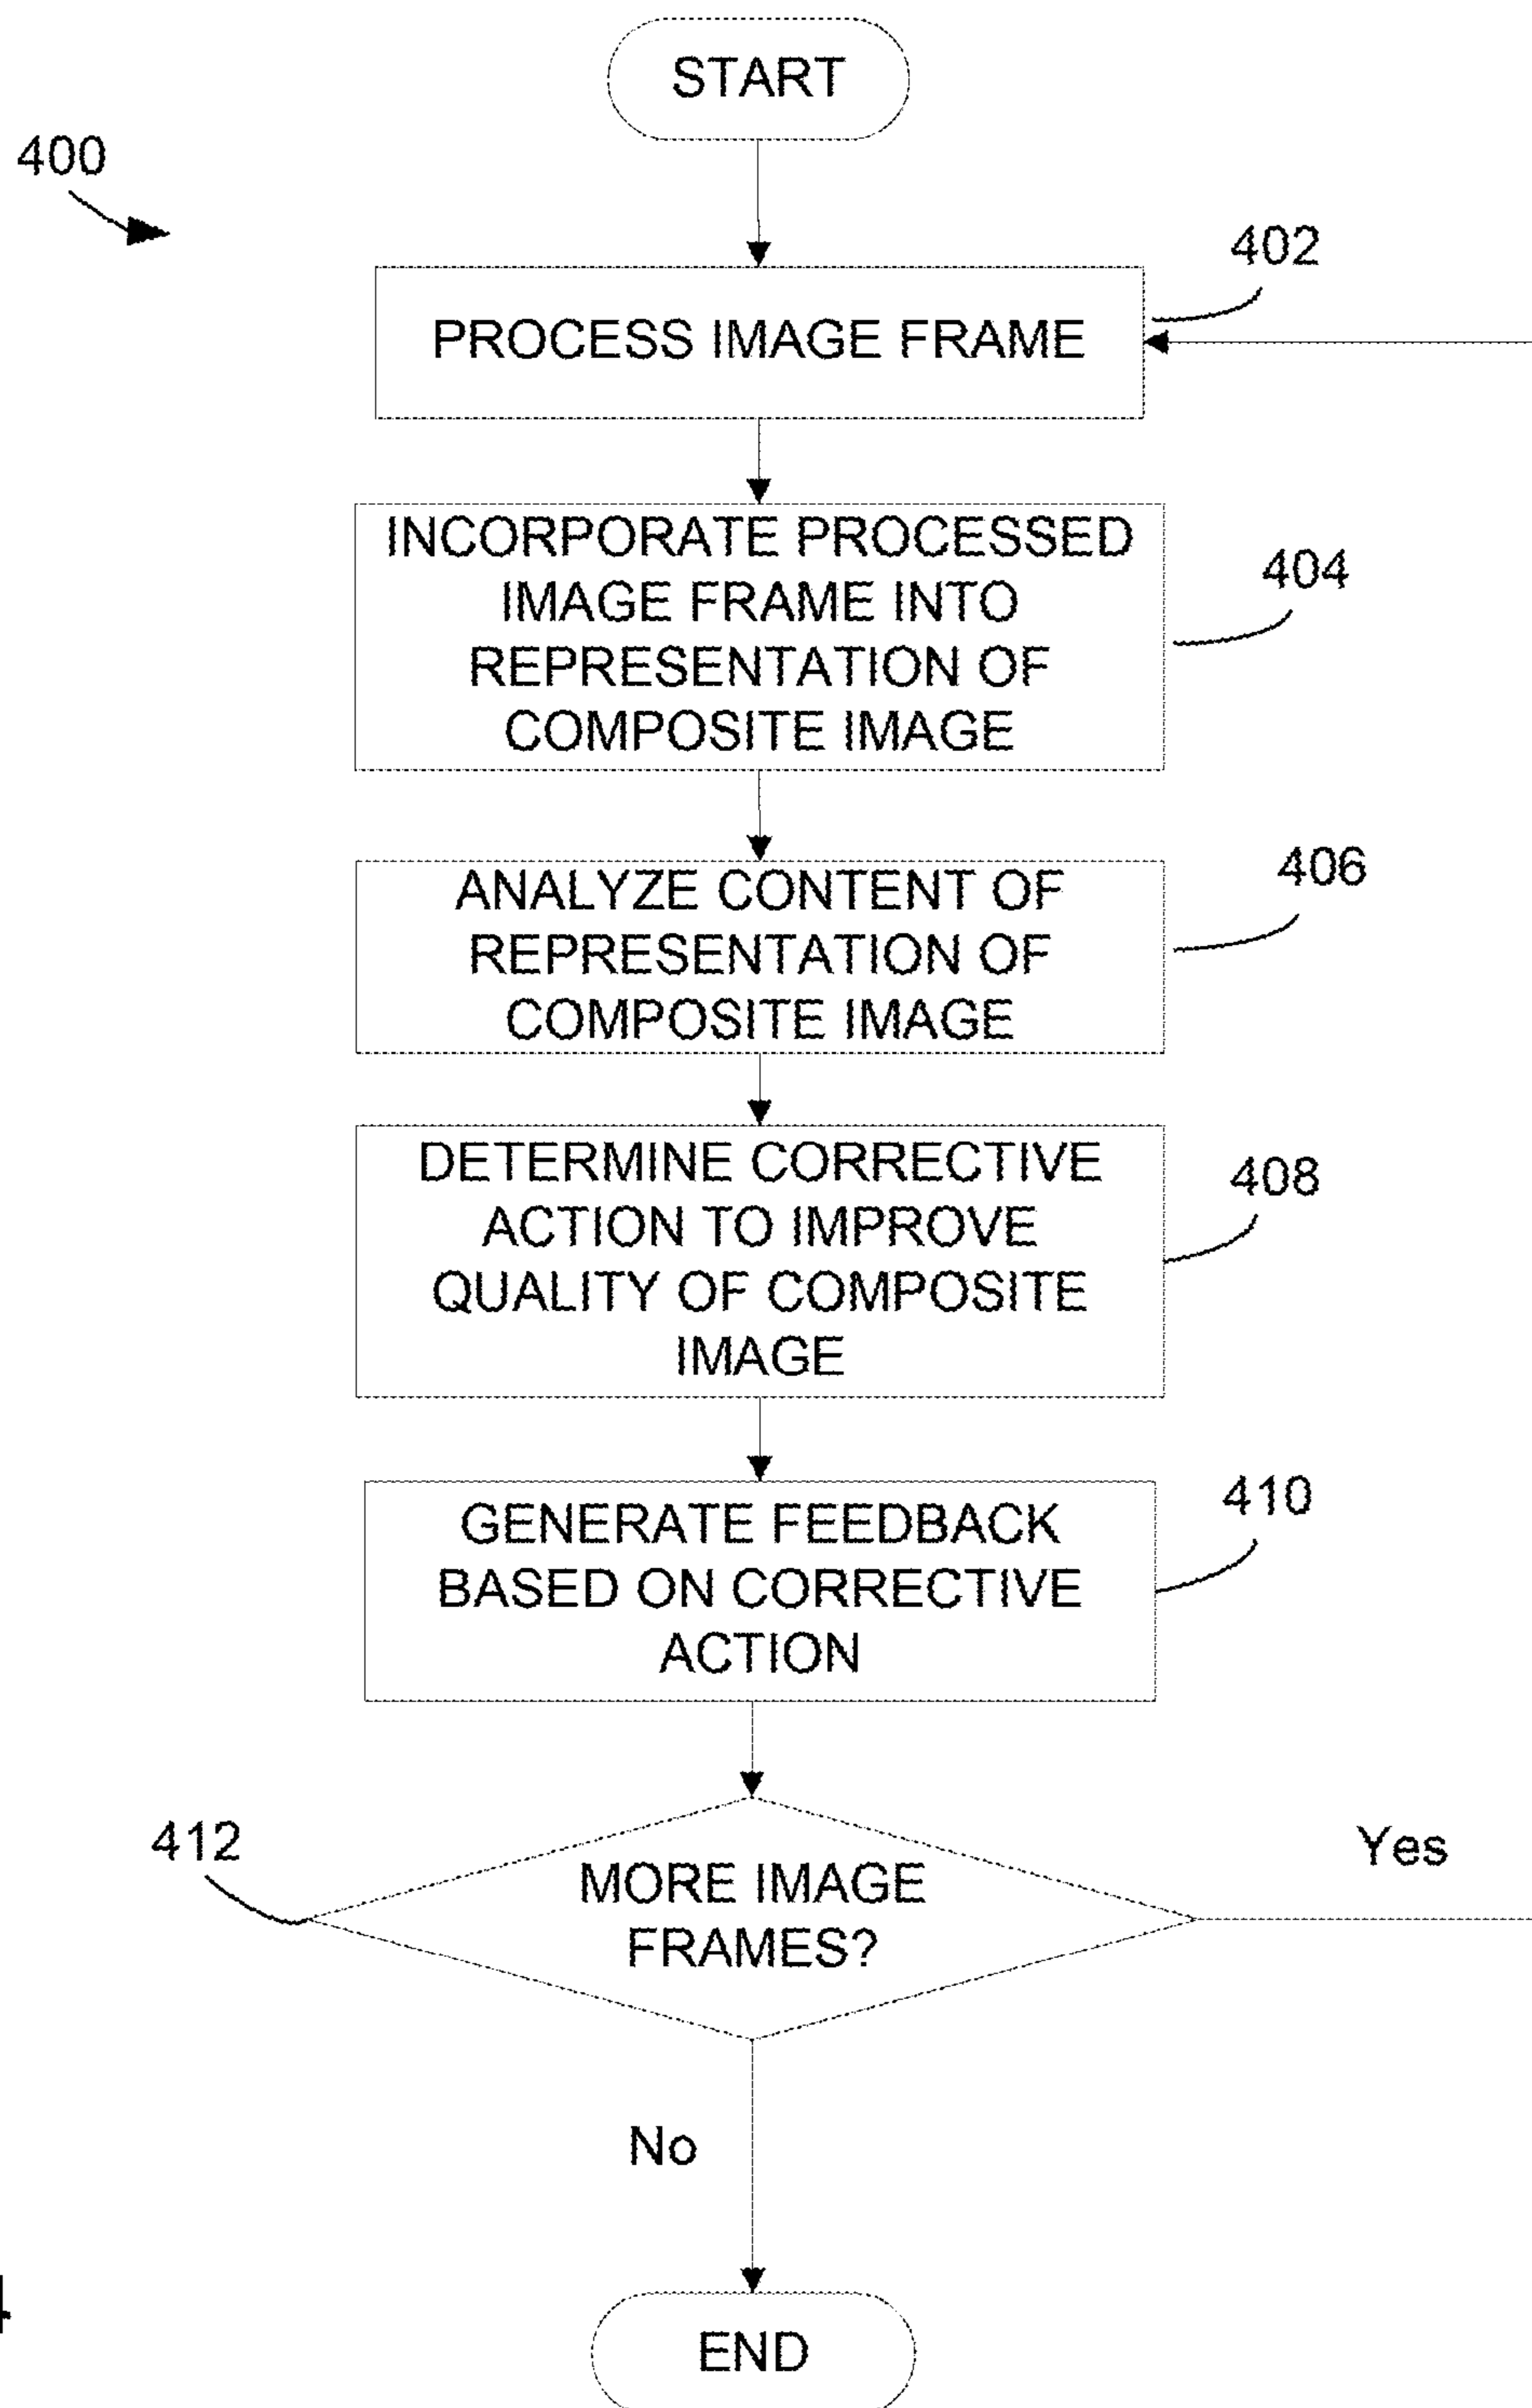 START
400
402
PROCESS IMAGE FRAME
INCORPORATE PROCESSED
IMAGE FRAME INTO
REPRESENTATION OF
COMPOSITE IMAGE
404
ANALYZE CONTENT OF
REPRESENTATION OF
COMPOSITE IMAGE
406
DETERMINE CORRECTIVE
ACTION TO IMPROVE
QUALITY OF COMPOSITE
IMAGE
408
GENERATE FEEDBACK
BASED ON CORRECTIVE
ACTION
410
412
MORE IMAGE
FRAMES?
Yes
No
END